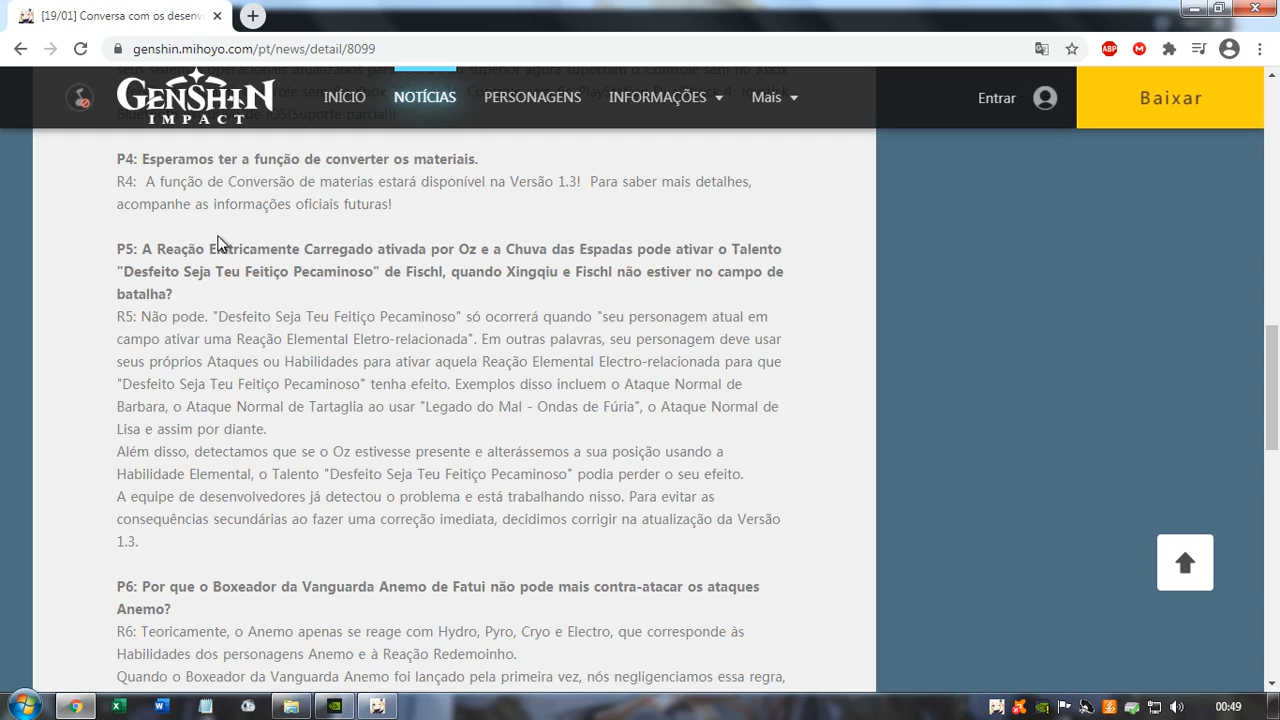 [19/01] Conversa com os desenv
genshin.mihoyo.com/pt/news/detail/8099
ABP
GENSHIN
IMPACT
INÍCIO NOTÍCIAS PERSONAGENS INFORMAÇÕES Mais Entrar Baixar
P4: Esperamos ter a função de converter os materiais.
R4: A função de Conversão de materias estará disponível na Versão 1.3! Para saber mais detalhes,
acompanhe as informações oficiais futuras!
P5: A Reação Eletricamente Carregado ativada por Oz e a Chuva das Espadas pode ativar o Talento
"Desfeito Seja Teu Feitiço Pecaminoso" de Fischl, quando Xingqiu e Fischl não estiver no campo de
batalha?
R5: Não pode. "Desfeito Seja Teu Feitiço Pecaminoso" só ocorrerá quando "seu personagem atual em
campo ativar uma Reação Elemental Eletro-relacionada". Em outras palavras, seu personagem deve usar
seus próprios Ataques ou Habilidades para ativar aquela Reação Elemental Electro-relacionada para que
"Desfeito Seja Teu Feitiço Pecaminoso" tenha efeito. Exemplos disso incluem o Ataque Normal de
Barbara, o Ataque Normal de Tartaglia ao usar "Legado do Mal - Ondas de Fúria", o Ataque Normal de
Lisa e assim por diante.
Além disso, detectamos que se o Oz estivesse presente e alterássemos a sua posição usando a
Habilidade Elemental, o Talento "Desfeito Seja Teu Feitiço Pecaminoso" podia perder o seu efeito.
A equipe de desenvolvedores já detectou o problema e está trabalhando nisso. Para evitar as
consequências secundárias ao fazer uma correção imediata, decidimos corrigir na atualização da Versão
1.3.
P6: Por que o Boxeador da Vanguarda Anemo de Fatui não pode mais contra-atacar os ataques
Anemo?
R6: Teoricamente, o Anemo apenas se reage com Hydro, Pyro, Cryo e Electro, que corresponde às
Habilidades dos personagens Anemo e à Reação Redemoinho.
Quando o Boxeador da Vanguarda Anemo foi lançado pela primeira vez, nós negligenciamos essa regra,
00:49